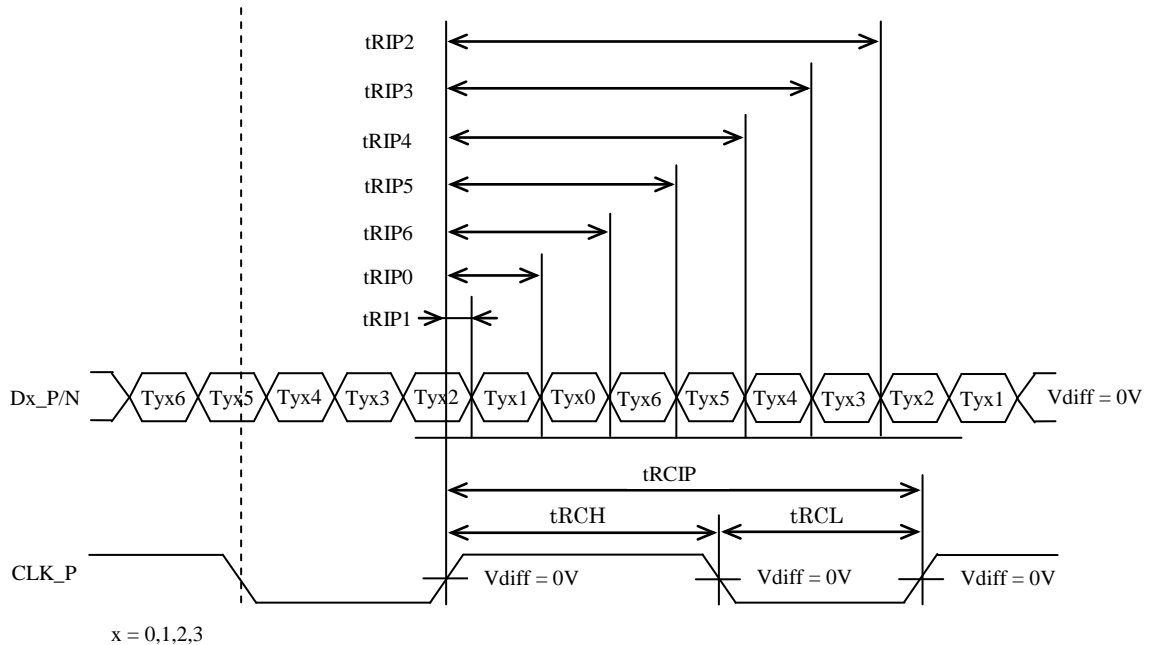 tRIP2
tRIP3
tRIP4
tRIP5
tRIP6
tRIP0
tRIP1
Dx_P/N Tyx6 Tyx5 Tyx4 Tyx3 Tyx2 Tyx1 Tyx0 Tyx6 Tyx5 Tyx4 Tyx3 Tyx2 Tyx1 Vdiff = 0V
tRCIP
tRCH tRCL
CLK_P Vdiff = 0V Vdiff = 0V Vdiff = 0V
x = 0,1,2,3